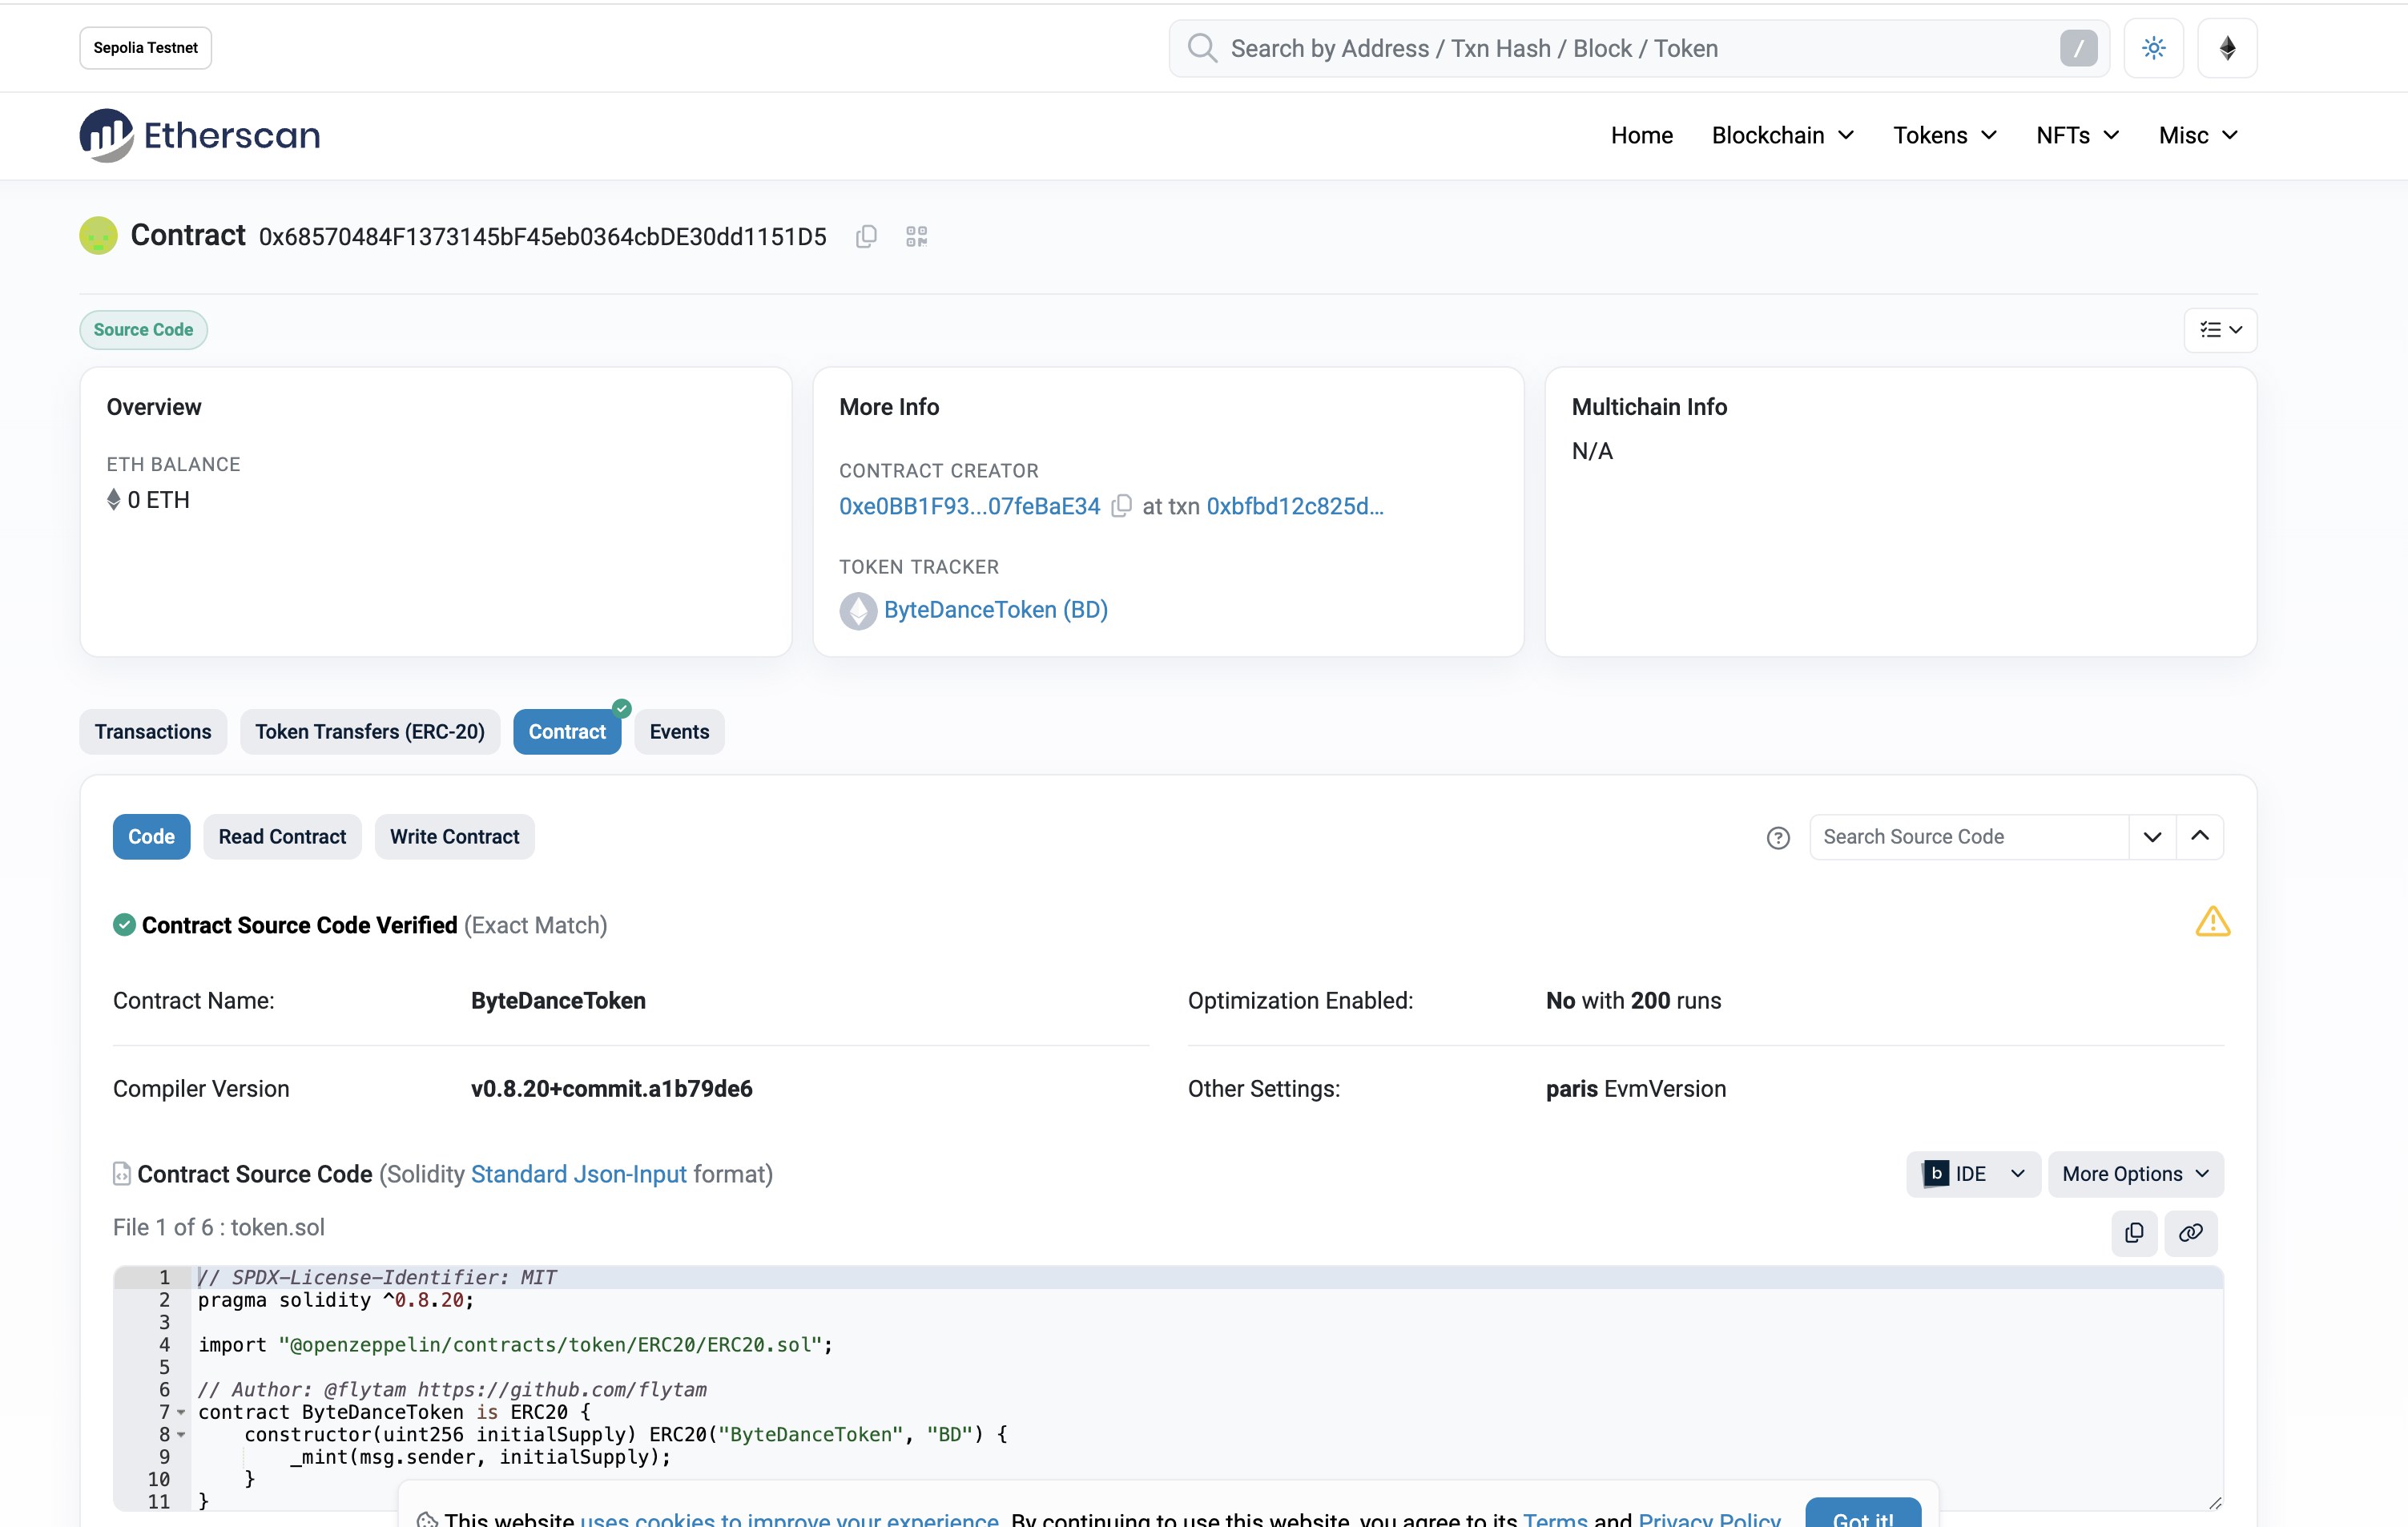 Sepolia Testnet
Search by Address / Txn Hash / Block / Token
/
Etherscan
Home Blockchain Tokens NFTs Misc
Contract 0x68570484F1373145bF45eb0364cbDE30dd1151D5
Source Code
Overview
ETH BALANCE
0 ETH
More Info
CONTRACT CREATOR
0xe0BB1F93...07feBaE34 at txn 0xbfbd12c825d...
TOKEN TRACKER
ByteDanceToken (BD)
Multichain Info
N/A
Transactions Token Transfers (ERC-20) Contract Events
Code Read Contract Write Contract
Search Source Code
Contract Source Code Verified (Exact Match)
Contract Name: ByteDanceToken
Optimization Enabled: No with 200 runs
Compiler Version v0.8.20+commit.a1b79de6
Other Settings: paris EvmVersion
Contract Source Code (Solidity Standard Json-Input format)
b IDE More Options
File 1 of 6 : token.sol
1 // SPDX-License-Identifier: MIT
2 pragma solidity ^0.8.20;
3
4 import "@openzeppelin/contracts/token/ERC20/ERC20.sol";
5
6 // Author: @flytam https://github.com/flytam
7 contract ByteDanceToken is ERC20 {
8 constructor(uint256 initialSupply) ERC20("ByteDanceToken", "BD") {
9 _mint(msg.sender, initialSupply);
10 }
11 }
This website uses cookies to improve your experience. By continuing to use this website, you agree to its Terms and Privacy Policy.
Got it!